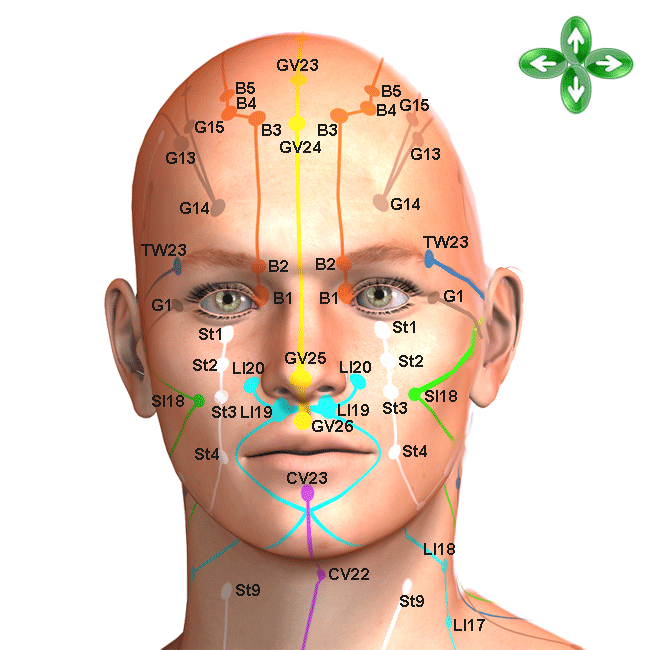 GV23
B5
B5
B4
B4
G15
B3
B3
G15
GV24
G13
G13
G14
G14
TW23
TW23
B2
B2
G1
B1
B1
G1
St1
St1
St2
LI20
GV25
LI20
St2
SI18
St3
LI19
LI19
St3
SI18
GV26
St4
St4
CV23
LI18
CV22
St9
St9
LI17